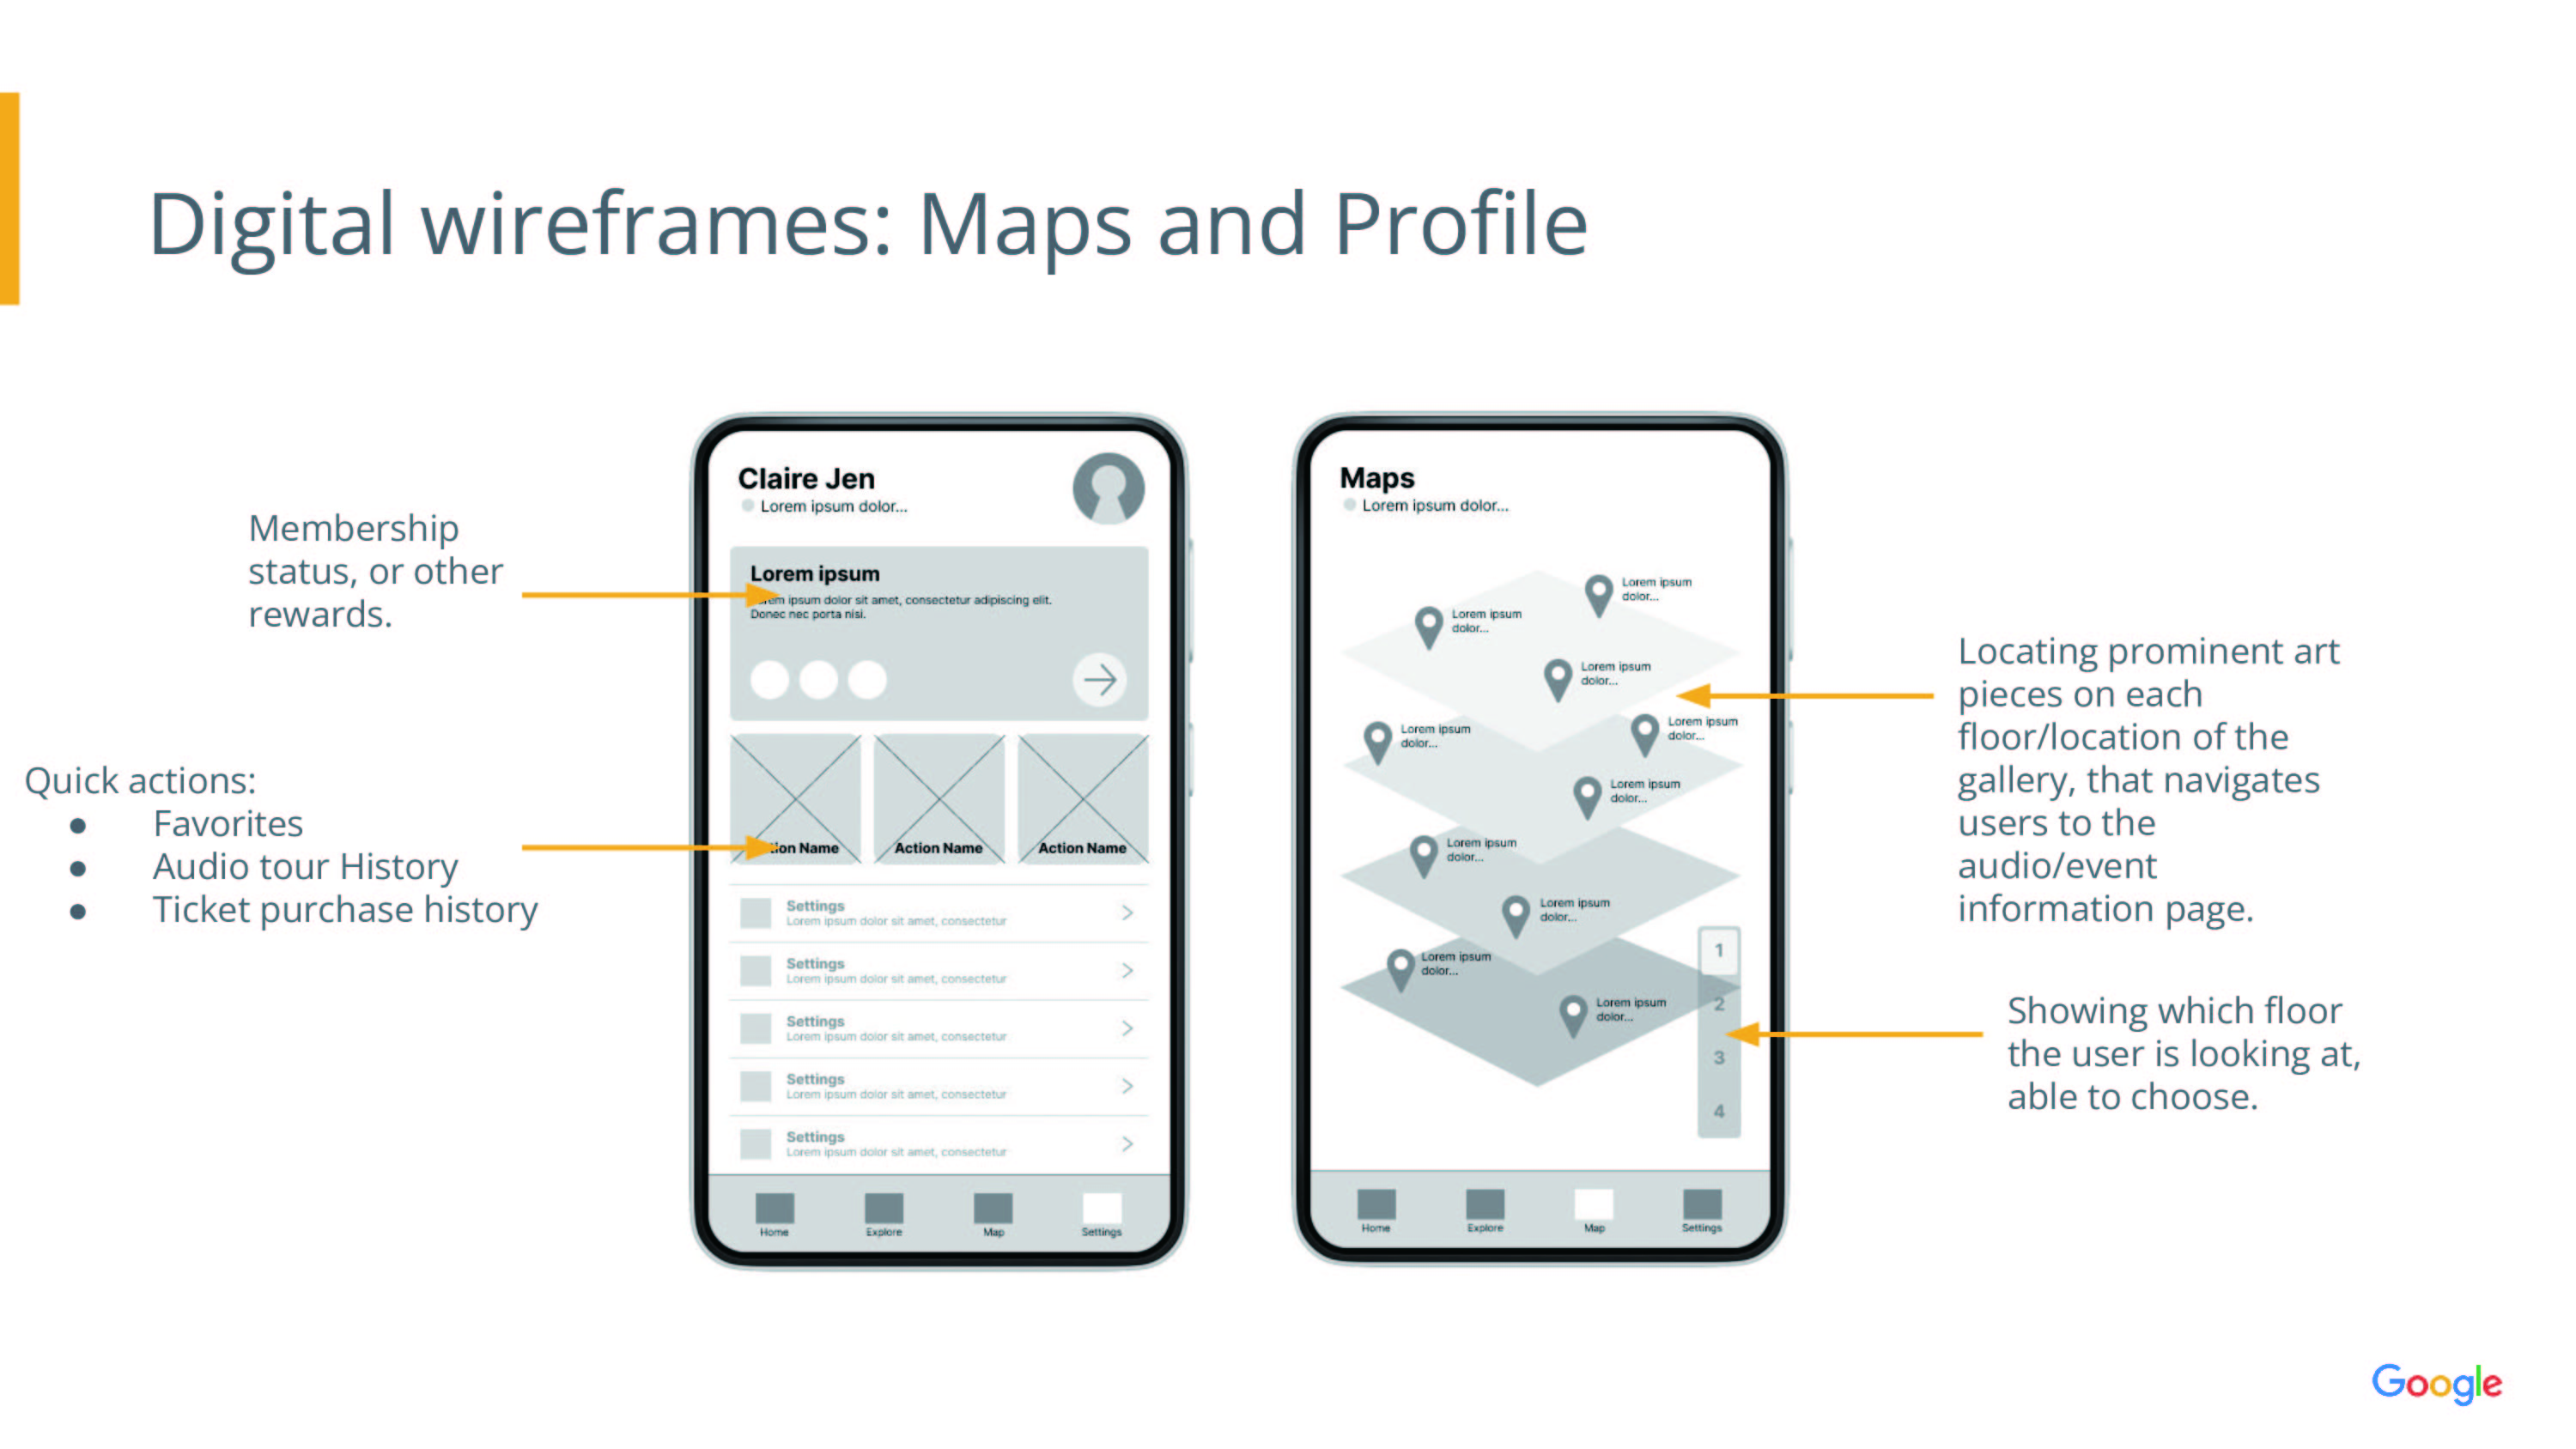 Digital wireframes: Maps and Profile
Membership
status, or other
rewards.
Quick actions:
● Favorites
● Audio tour History
● Ticket purchase history
Claire Jen
Lorem ipsum dolor...
Lorem ipsum
ipsum dolor sit amet, consectetur adipiscing elit.
Donec nec porta nisi.
Name
Action Name
Action Name
Settings
Lorem ipsum dolor sit amet, consectetur
Settings
Lorem ipsum dolor sit amet, consectetur
Settings
Lorem ipsum dolor sit amet, consectetur
Settings
Lorem ipsum dolor sit amet, consectetur
Settings
Lorem ipsum dolor sit amet, consectetur
Home
Explore
Map
Settings
Maps
Lorem ipsum dolor...
Lorem ipsum
dolor...
Lorem ipsum
dolor...
Lorem ipsum
dolor...
Lorem ipsum
dolor...
Lorem ipsum
dolor...
Lorem ipsum
dolor...
Lorem ipsum
dolor...
Lorem ipsum
dolor...
Lorem ipsum
dolor...
Lorem ipsum
dolor...
1
2
3
4
Home
Explore
Map
Settings
Locating prominent art
pieces on each
floor/location of the
gallery, that navigates
users to the
audio/event
information page.
Showing which floor
the user is looking at,
able to choose.
Google